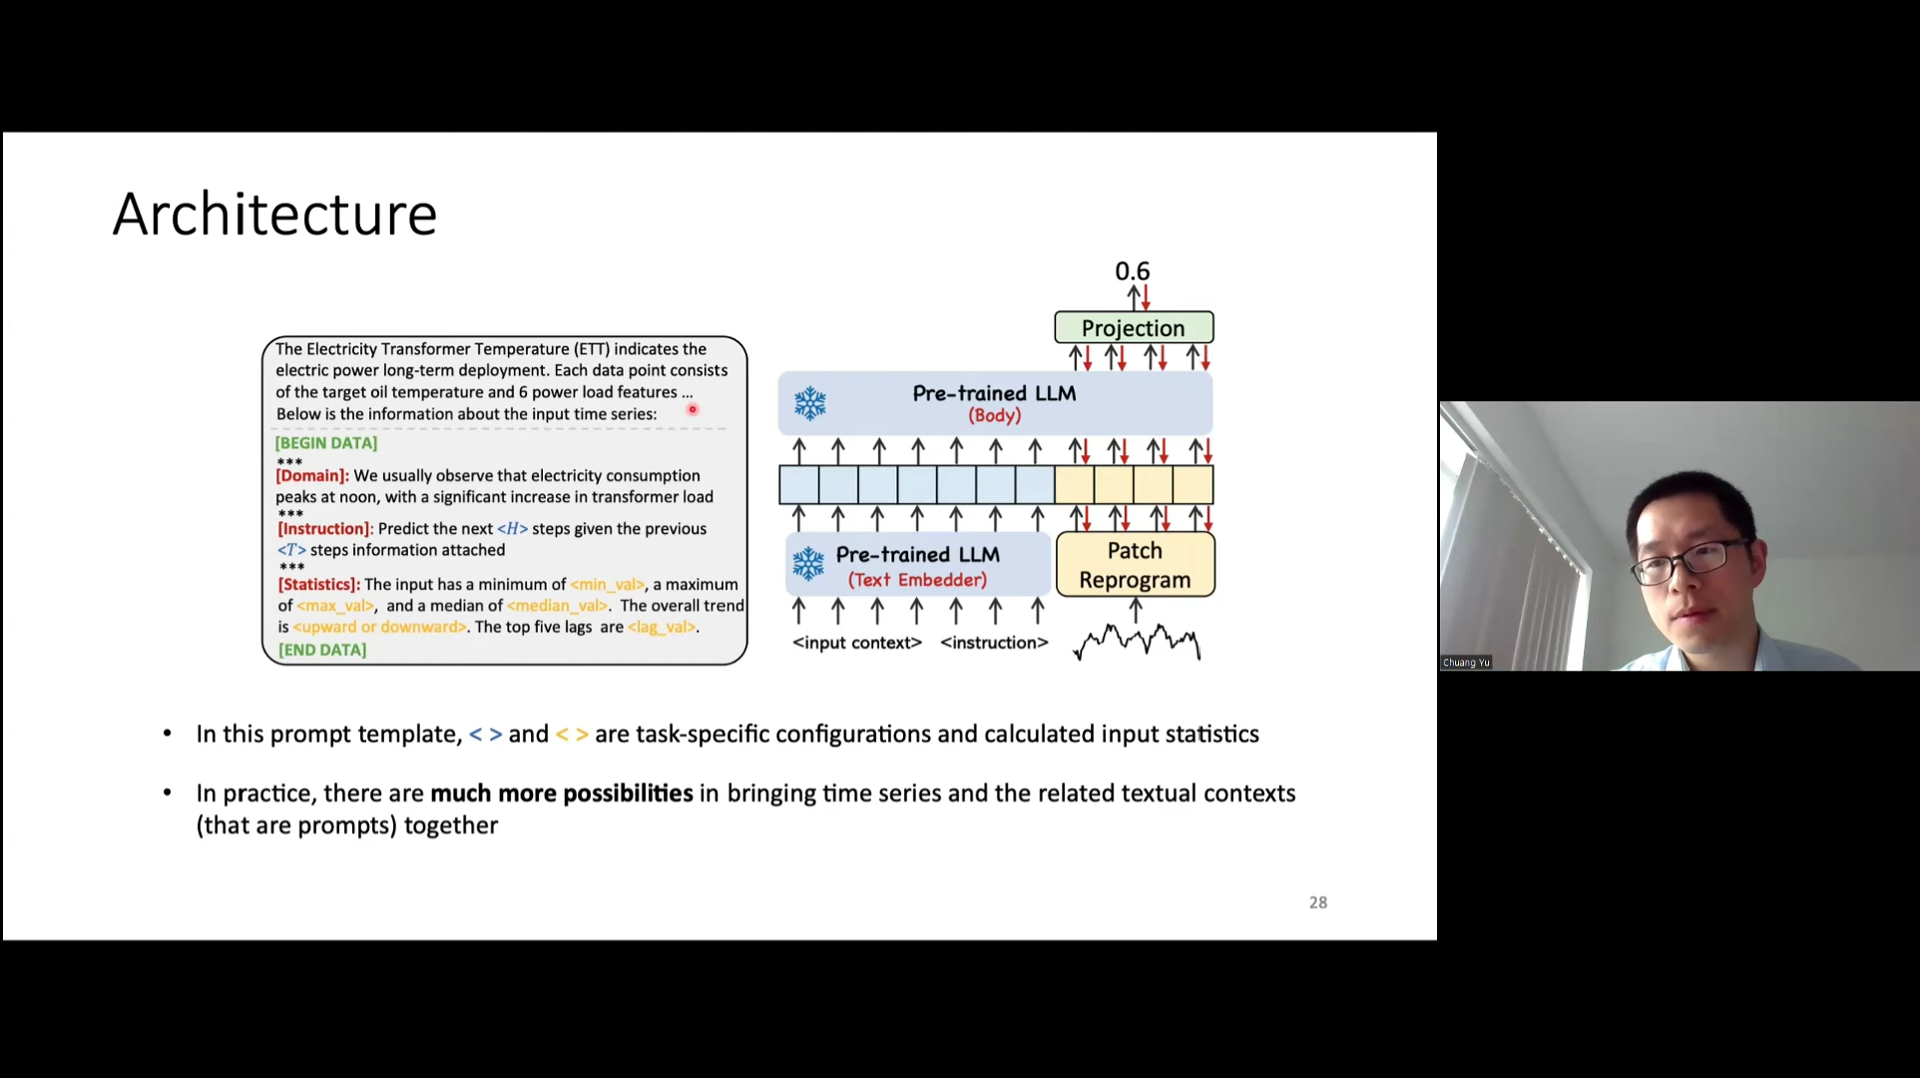 Architecture
The Electricity Transformer Temperature (ETT) indicates the
electric power long-term deployment. Each data point consists
of the target oil temperature and 6 power load features ...
Below is the information about the input time series:
[BEGIN DATA]
***
[Domain]: We usually observe that electricity consumption
peaks at noon, with a significant increase in transformer load
***
[Instruction]: Predict the next <H> steps given the previous
<T> steps information attached
***
[Statistics]: The input has a minimum of <min_val>, a maximum
of <max_val>, and a median of <median_val>. The overall trend
is <upward or downward>. The top five lags are <lag_val>.
[END DATA]
0.6
Projection
Pre-trained LLM
(Body)
Pre-trained LLM
(Text Embedder)
Patch
Reprogram
<input context> <instruction>
• In this prompt template, < > and < > are task-specific configurations and calculated input statistics
• In practice, there are much more possibilities in bringing time series and the related textual contexts
(that are prompts) together
28
Chuang Yu